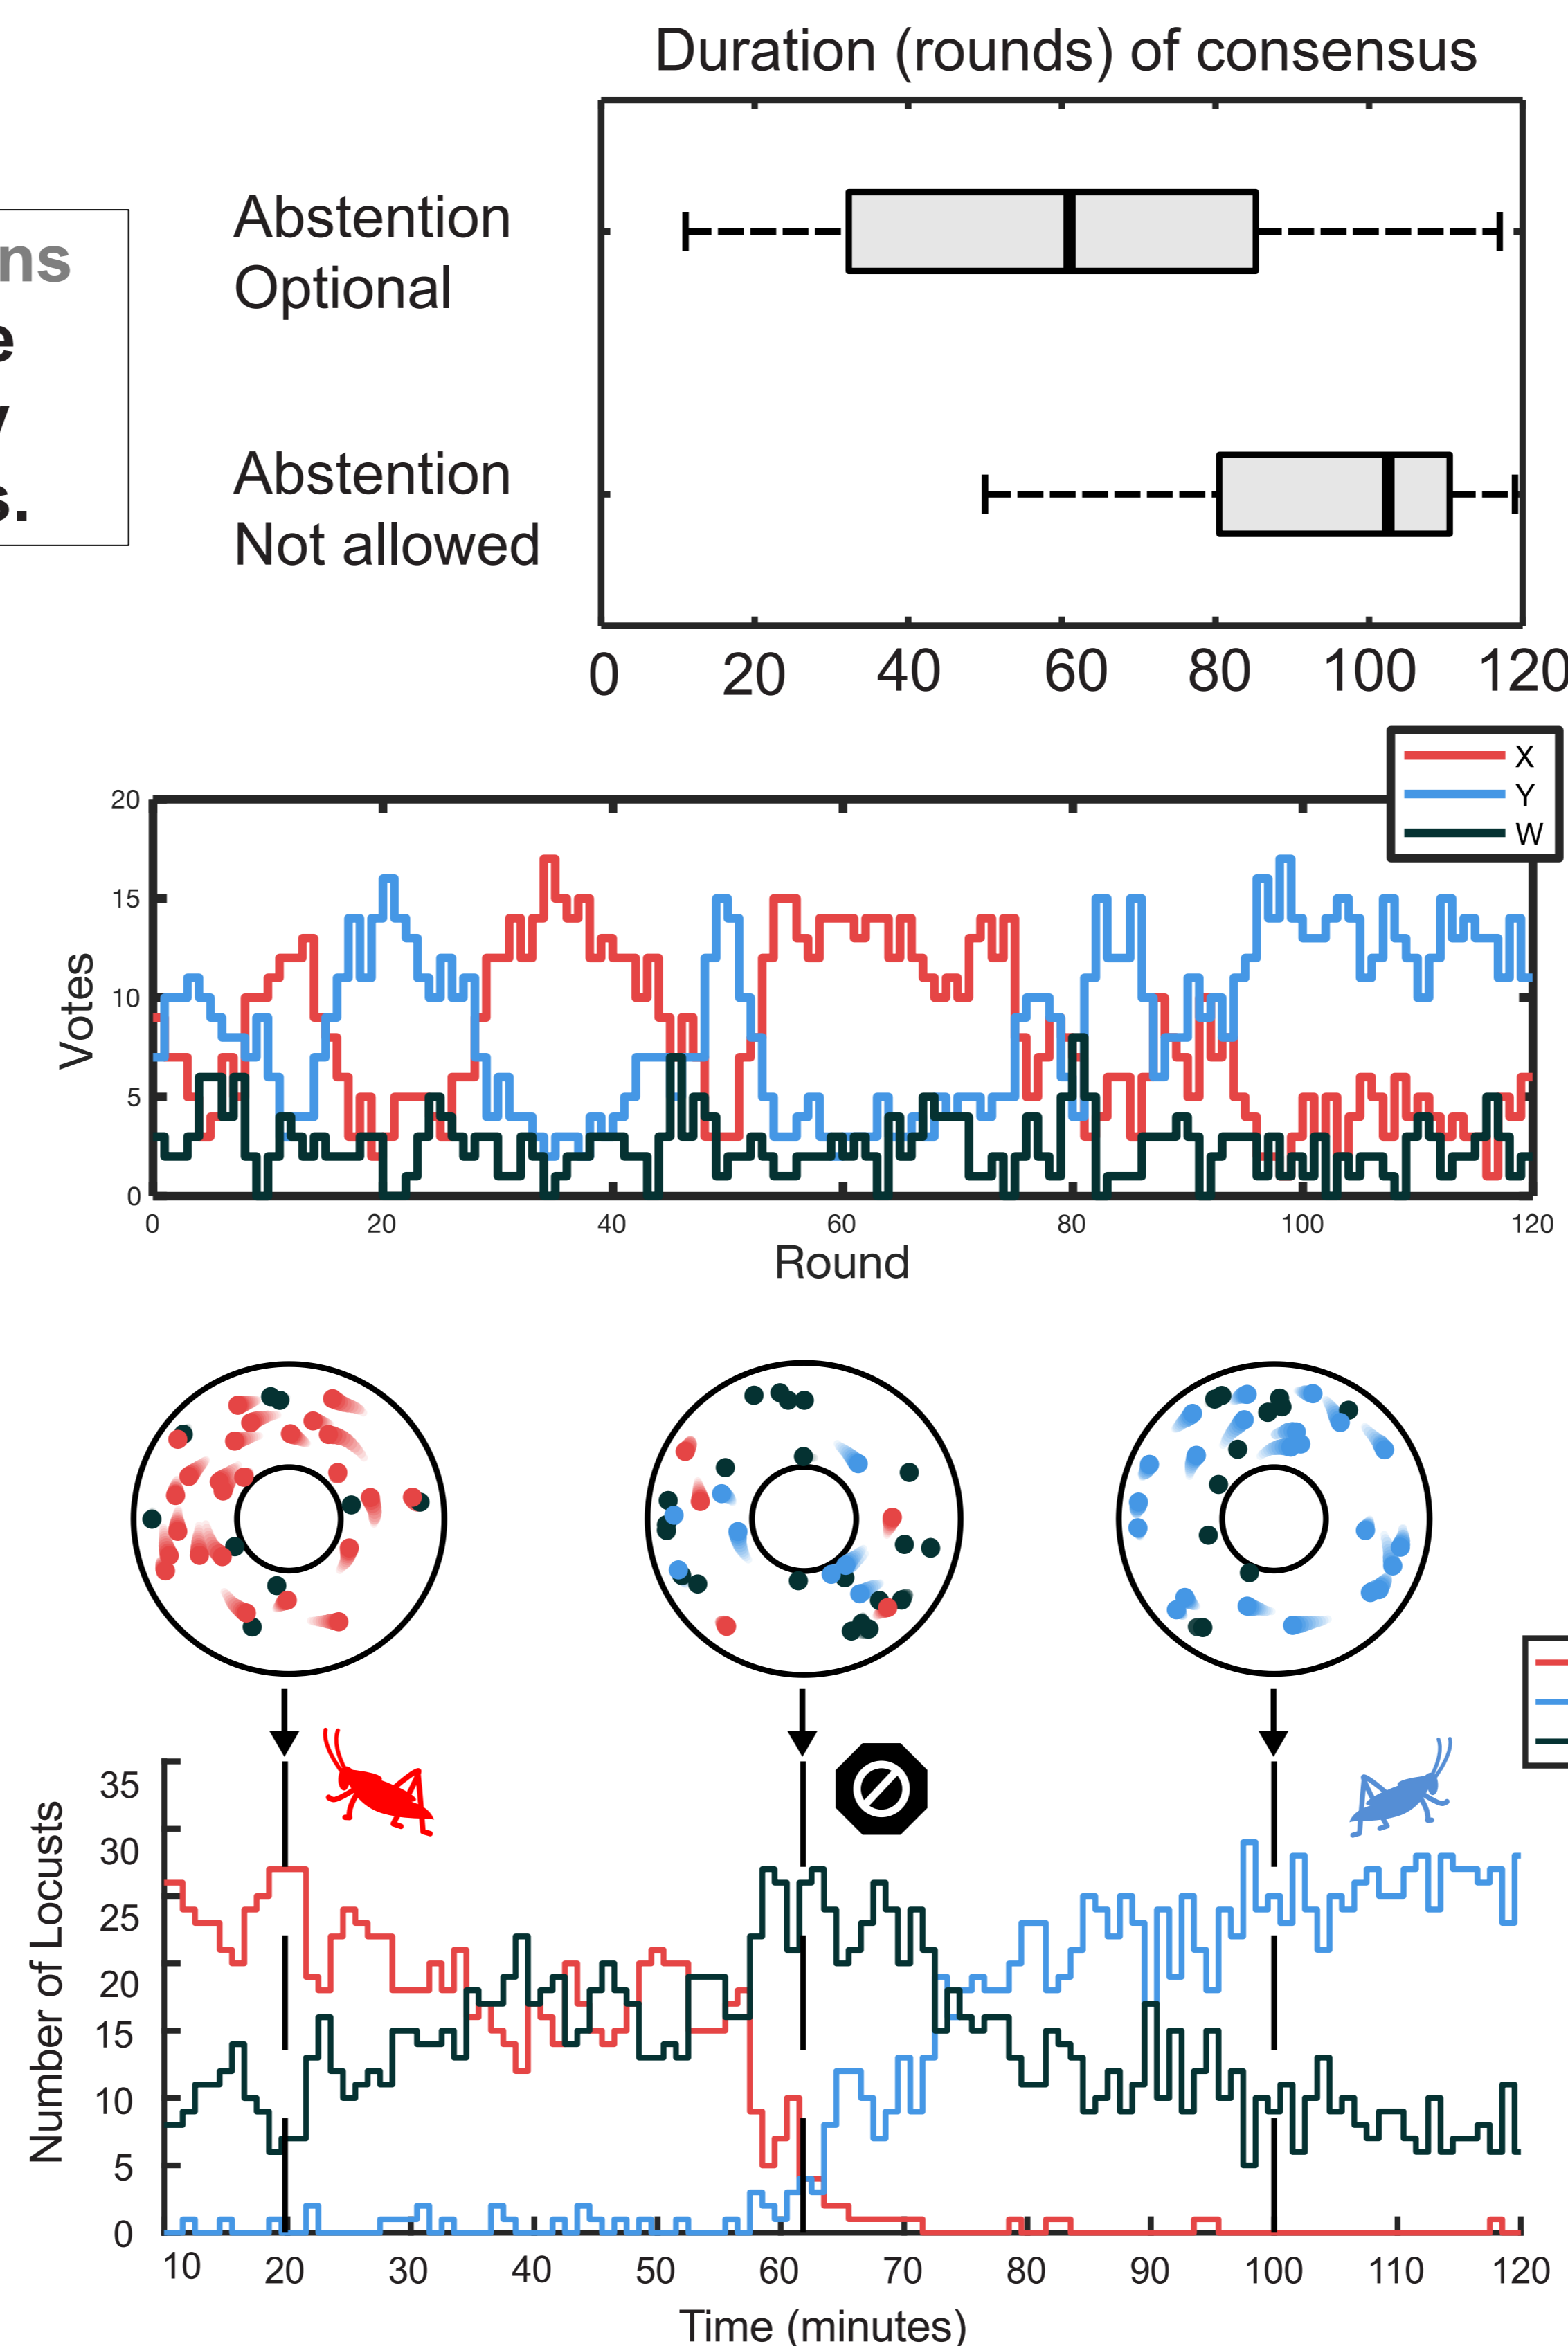 Duration (rounds) of consensus
Abstention
Optional
Abstention
Not allowed
0 20 40 60 80 100 120
X
Y
W
20
15
10
5
0
Votes
0 20 40 60 80 100 120
Round
35
30
25
20
15
10
5
0
Number of Locusts
10 20 30 40 50 60 70 80 90 100 110 120
Time (minutes)